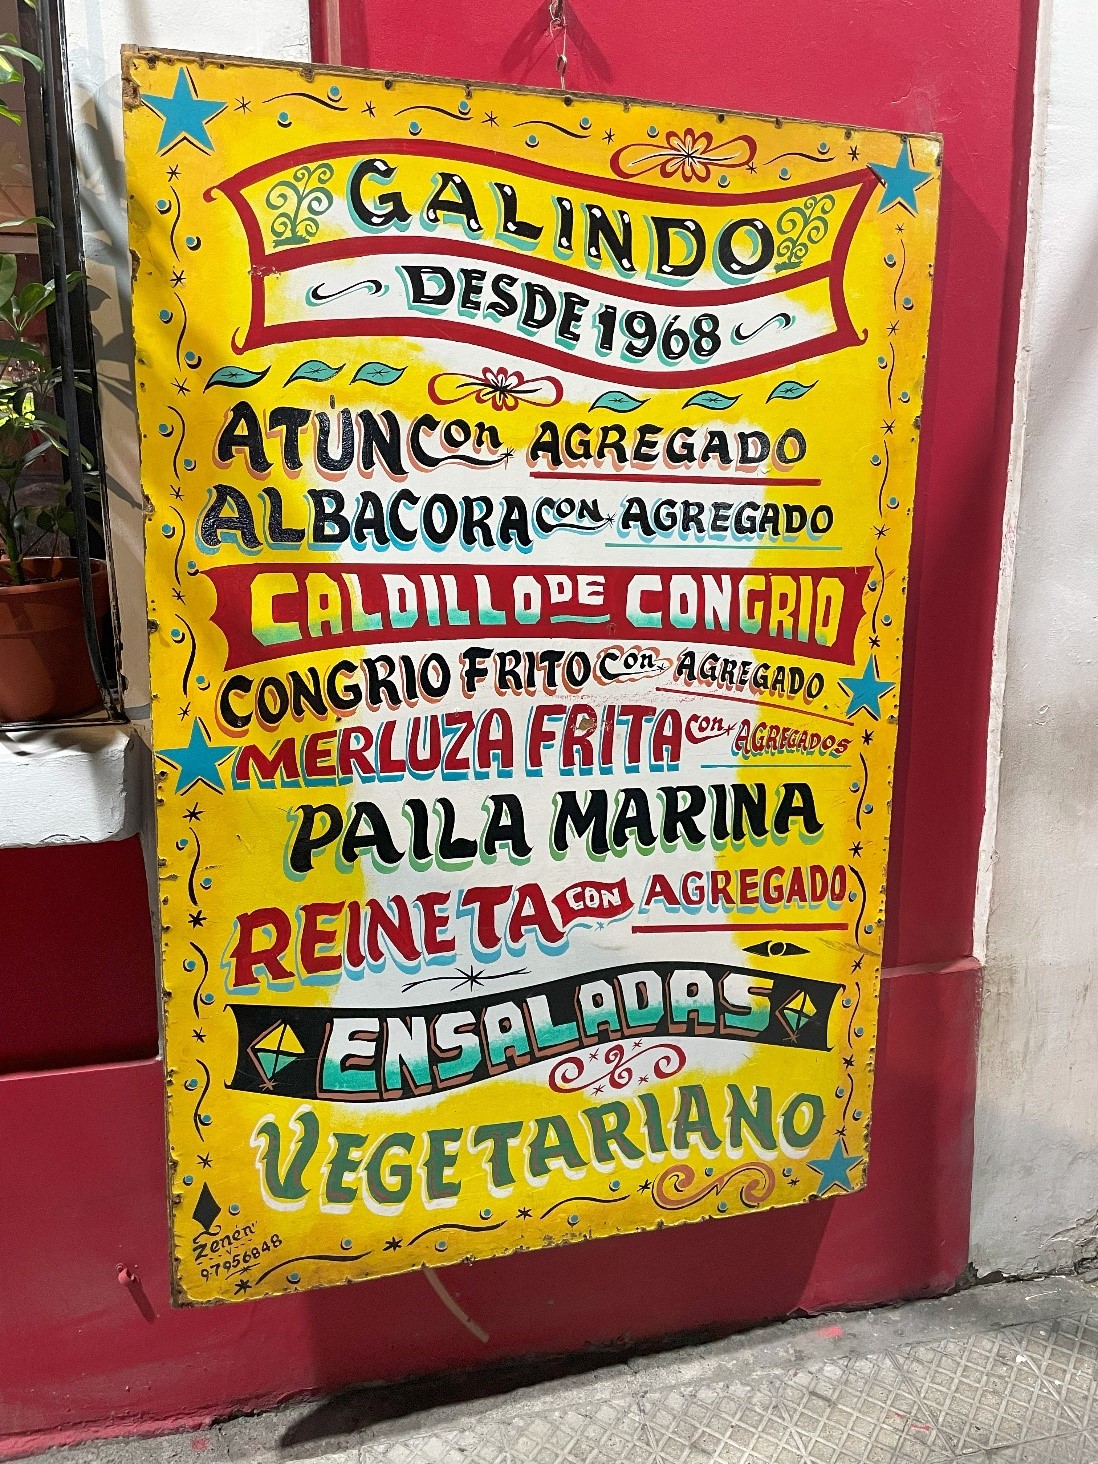 GALINDO
DESDE 1968
ATÚN con AGREGADO
ALBACORA CON AGREGADO
CALDILLO DE CONGRIO
CONGRIO FRITO con AGREGADO
MERLUZA FRITA con AGREGADOS
PAILA MARINA
REINETA CON AGREGADO
ENSALADAS
VEGETARIANO
Zenén
97956848